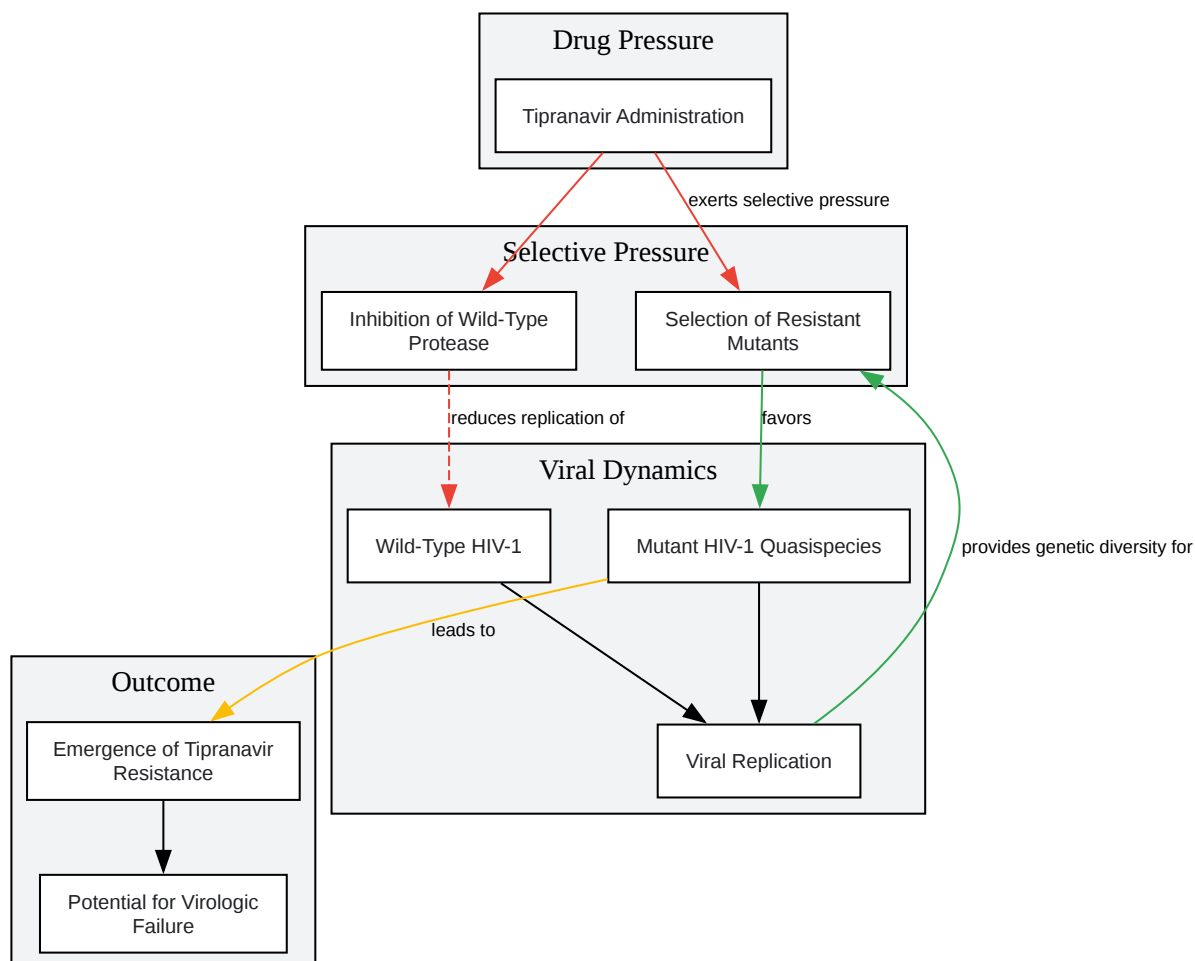 Drug Pressure
Tipranavir Administration
exerts selective pressure
Selective Pressure
Inhibition of Wild-Type
Protease
Selection of Resistant
Mutants
reduces replication of
favors
Viral Dynamics
Wild-Type HIV-1
Mutant HIV-1 Quasispecies
provides genetic diversity for
leads to
Outcome
Emergence of Tipranavir
Resistance
Viral Replication
Potential for Virologic
Failure